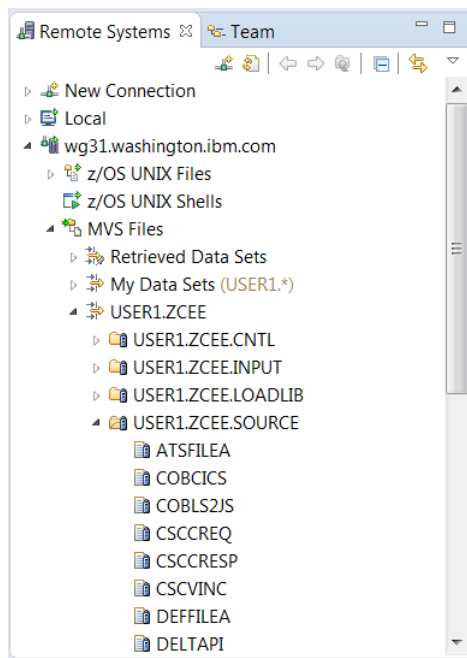 Remote Systems Team
New Connection
Local
wg31.washington.ibm.com
z/OS UNIX Files
z/OS UNIX Shells
MVS Files
Retrieved Data Sets
My Data Sets (USER1.*)
USER1.ZCEE
USER1.ZCEE.CNTL
USER1.ZCEE.INPUT
USER1.ZCEE.LOADLIB
USER1.ZCEE.SOURCE
ATSFILEA
COBCICS
COBLS2JS
CSCCREQ
CSCCRESP
CSCVINC
DEFFILEA
DELTAPI